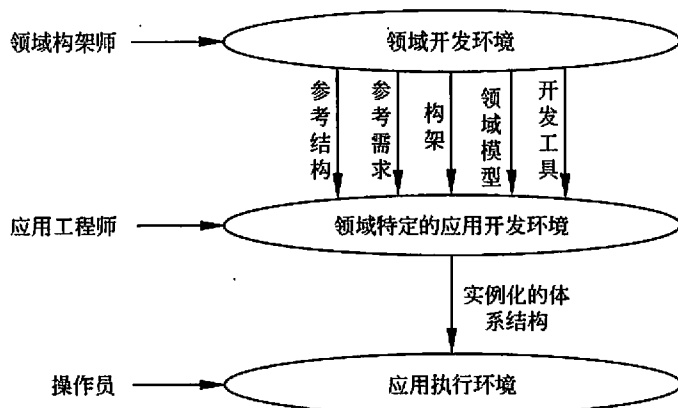 领域构架师
领域开发环境
参考结构
参考需求
构架
领域模型
开发工具
应用工程师
领域特定的应用开发环境
实例化的体
系结构
操作员
应用执行环境